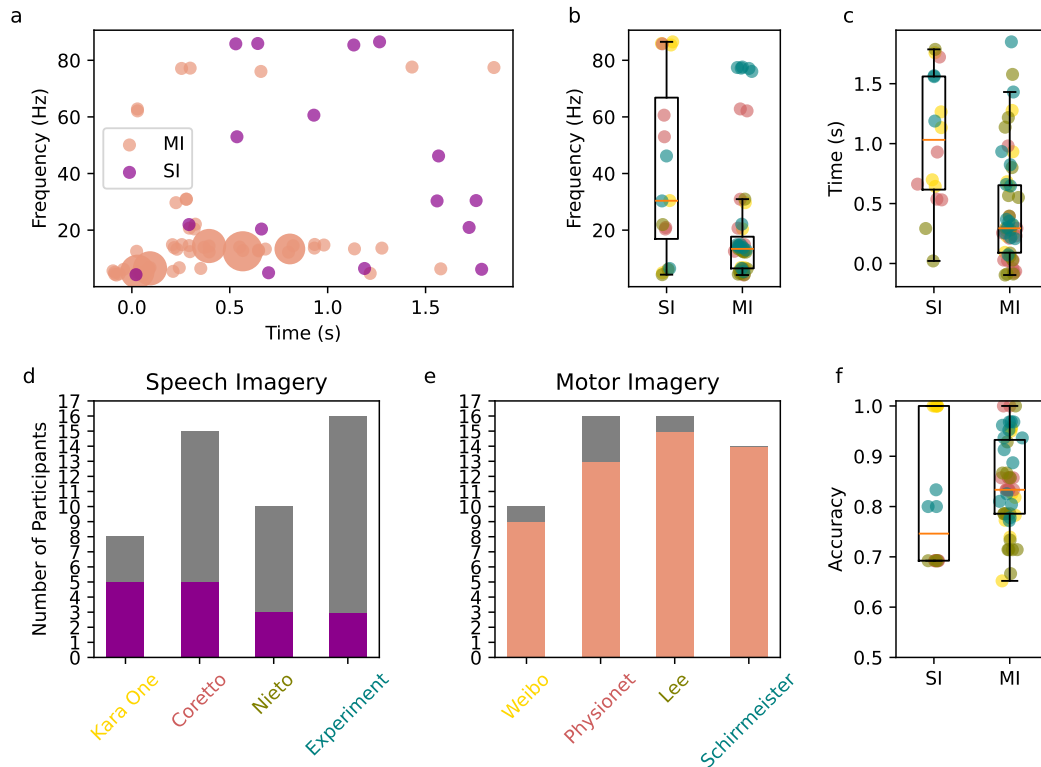 a
80
60
40
20
Frequency (Hz)
MI
SI
0.0 0.5 1.0 1.5
Time (s)
b
80
60
40
20
Frequency (Hz)
SI MI
c
1.5
1.0
0.5
0.0
Time (s)
SI MI
d
Speech Imagery
17
16
15
14
13
12
11
10
9
8
7
6
5
4
3
2
1
0
Number of Participants
Kara One
Coretto
Nieto
Experiment
e
Motor Imagery
17
16
15
14
13
12
11
10
9
8
7
6
5
4
3
2
1
0
Weibo
Physionet
Lee
Schirrmeister
f
1.0
0.9
0.8
0.7
0.6
0.5
Accuracy
SI MI